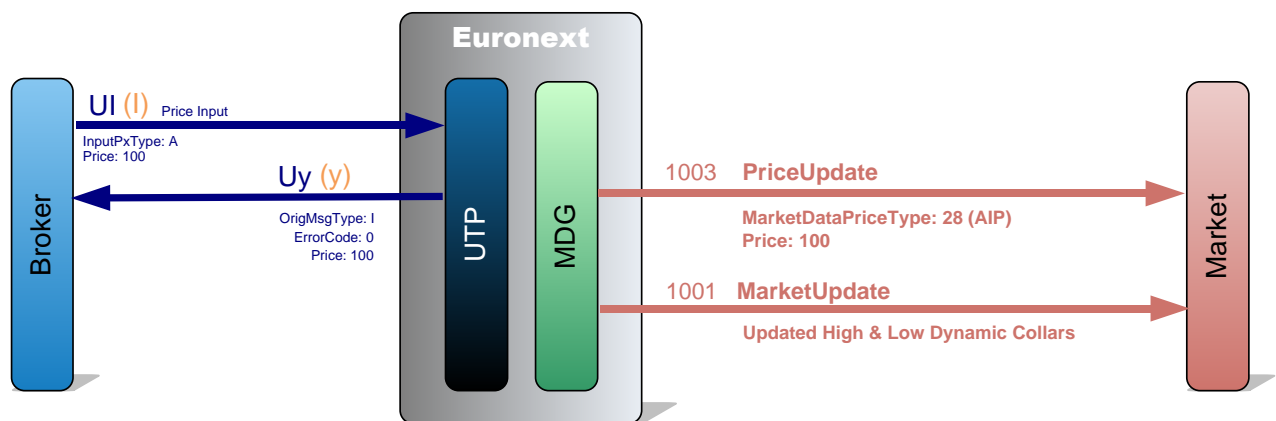 Euronext
UI (I) Price Input
InputPxType: A
Price: 100
Uy (y)
OrigMsgType: I
ErrorCode: 0
Price: 100
Broker
UTP
MDG
1003 PriceUpdate
MarketDataPriceType: 28 (AIP)
Price: 100
1001 MarketUpdate
Updated High & Low Dynamic Collars
Market